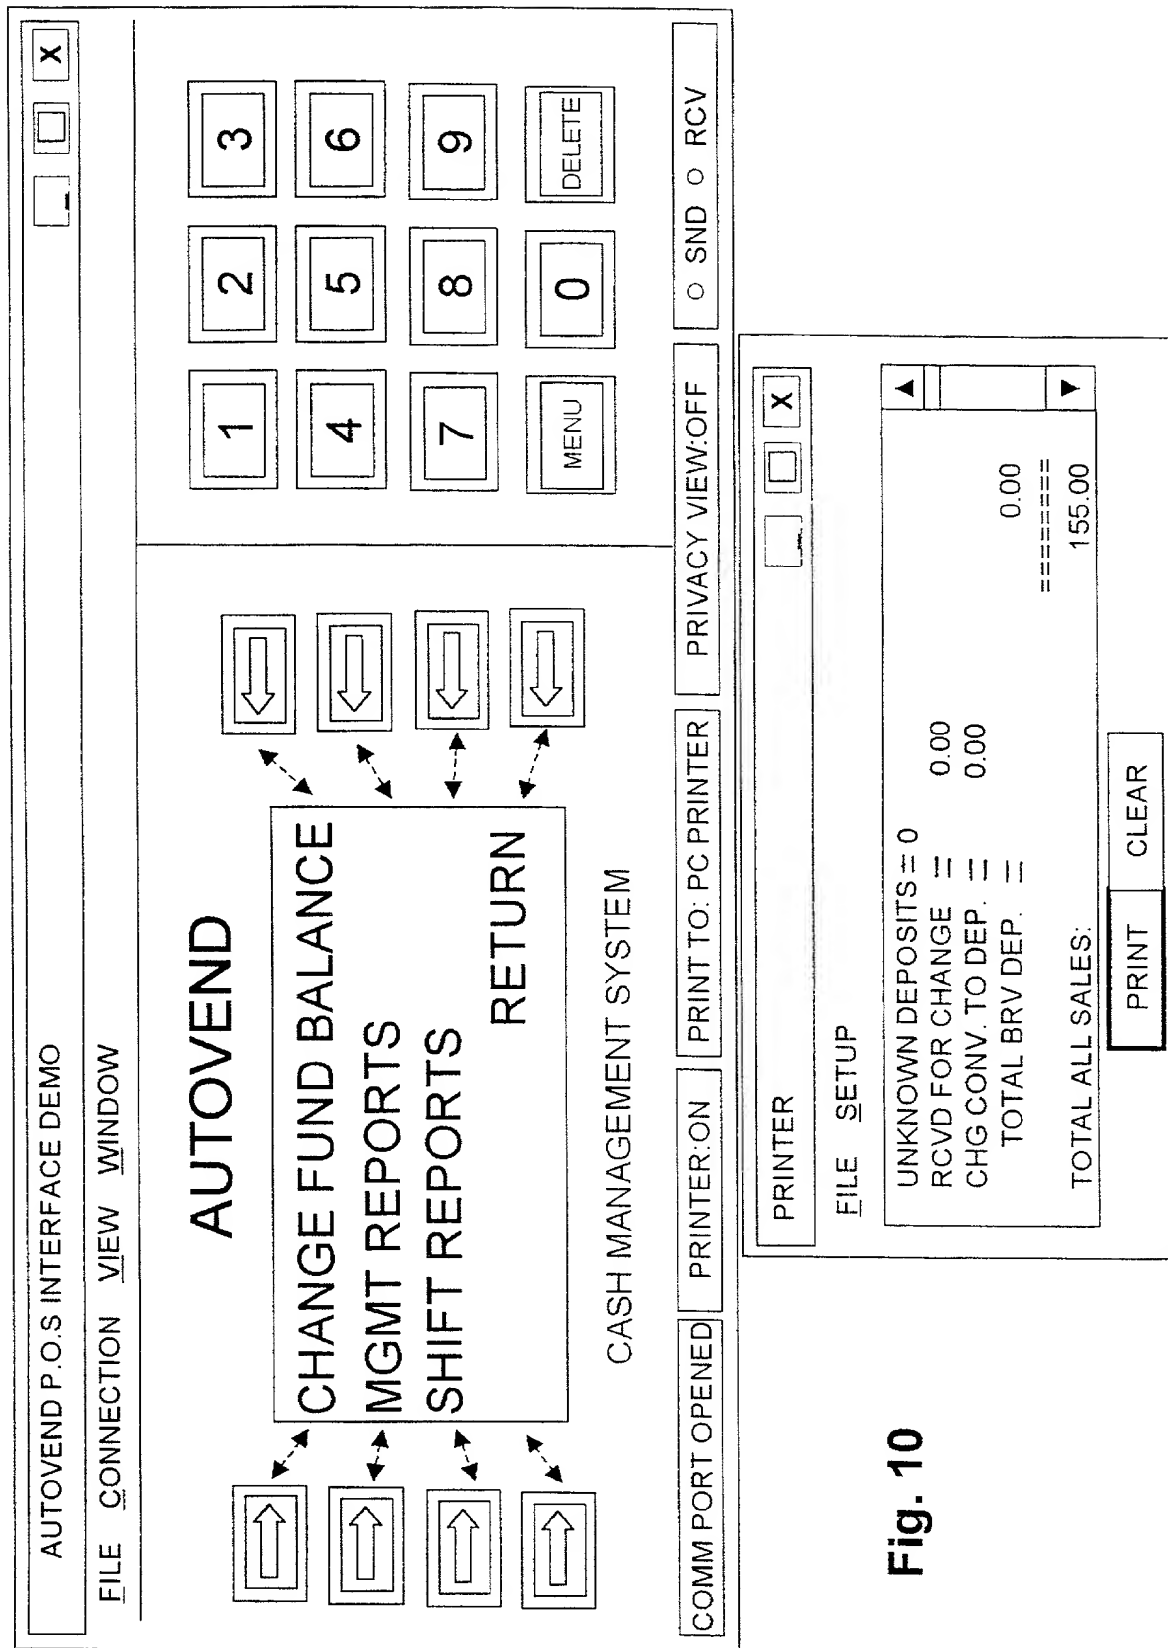 AUTOVEND P.O.S INTERFACE DEMO
_ X
FILE CONNECTION VIEW WINDOW
AUTOVEND
CHANGE FUND BALANCE
MGMT REPORTS
SHIFT REPORTS
RETURN
CASH MANAGEMENT SYSTEM
1 2 3
4 5 6
7 8 9
MENU 0 DELETE
COMM PORT OPENED PRINTER:ON PRINT TO: PC PRINTER PRIVACY VIEW:OFF SND RCV
PRINTER
_ X
FILE SETUP
UNKNOWN DEPOSITS = 0
RCVD FOR CHANGE = 0.00
CHG CONV. TO DEP. = 0.00
TOTAL BRV DEP. = 0.00
=======
TOTAL ALL SALES: 155.00
PRINT CLEAR
Fig. 10